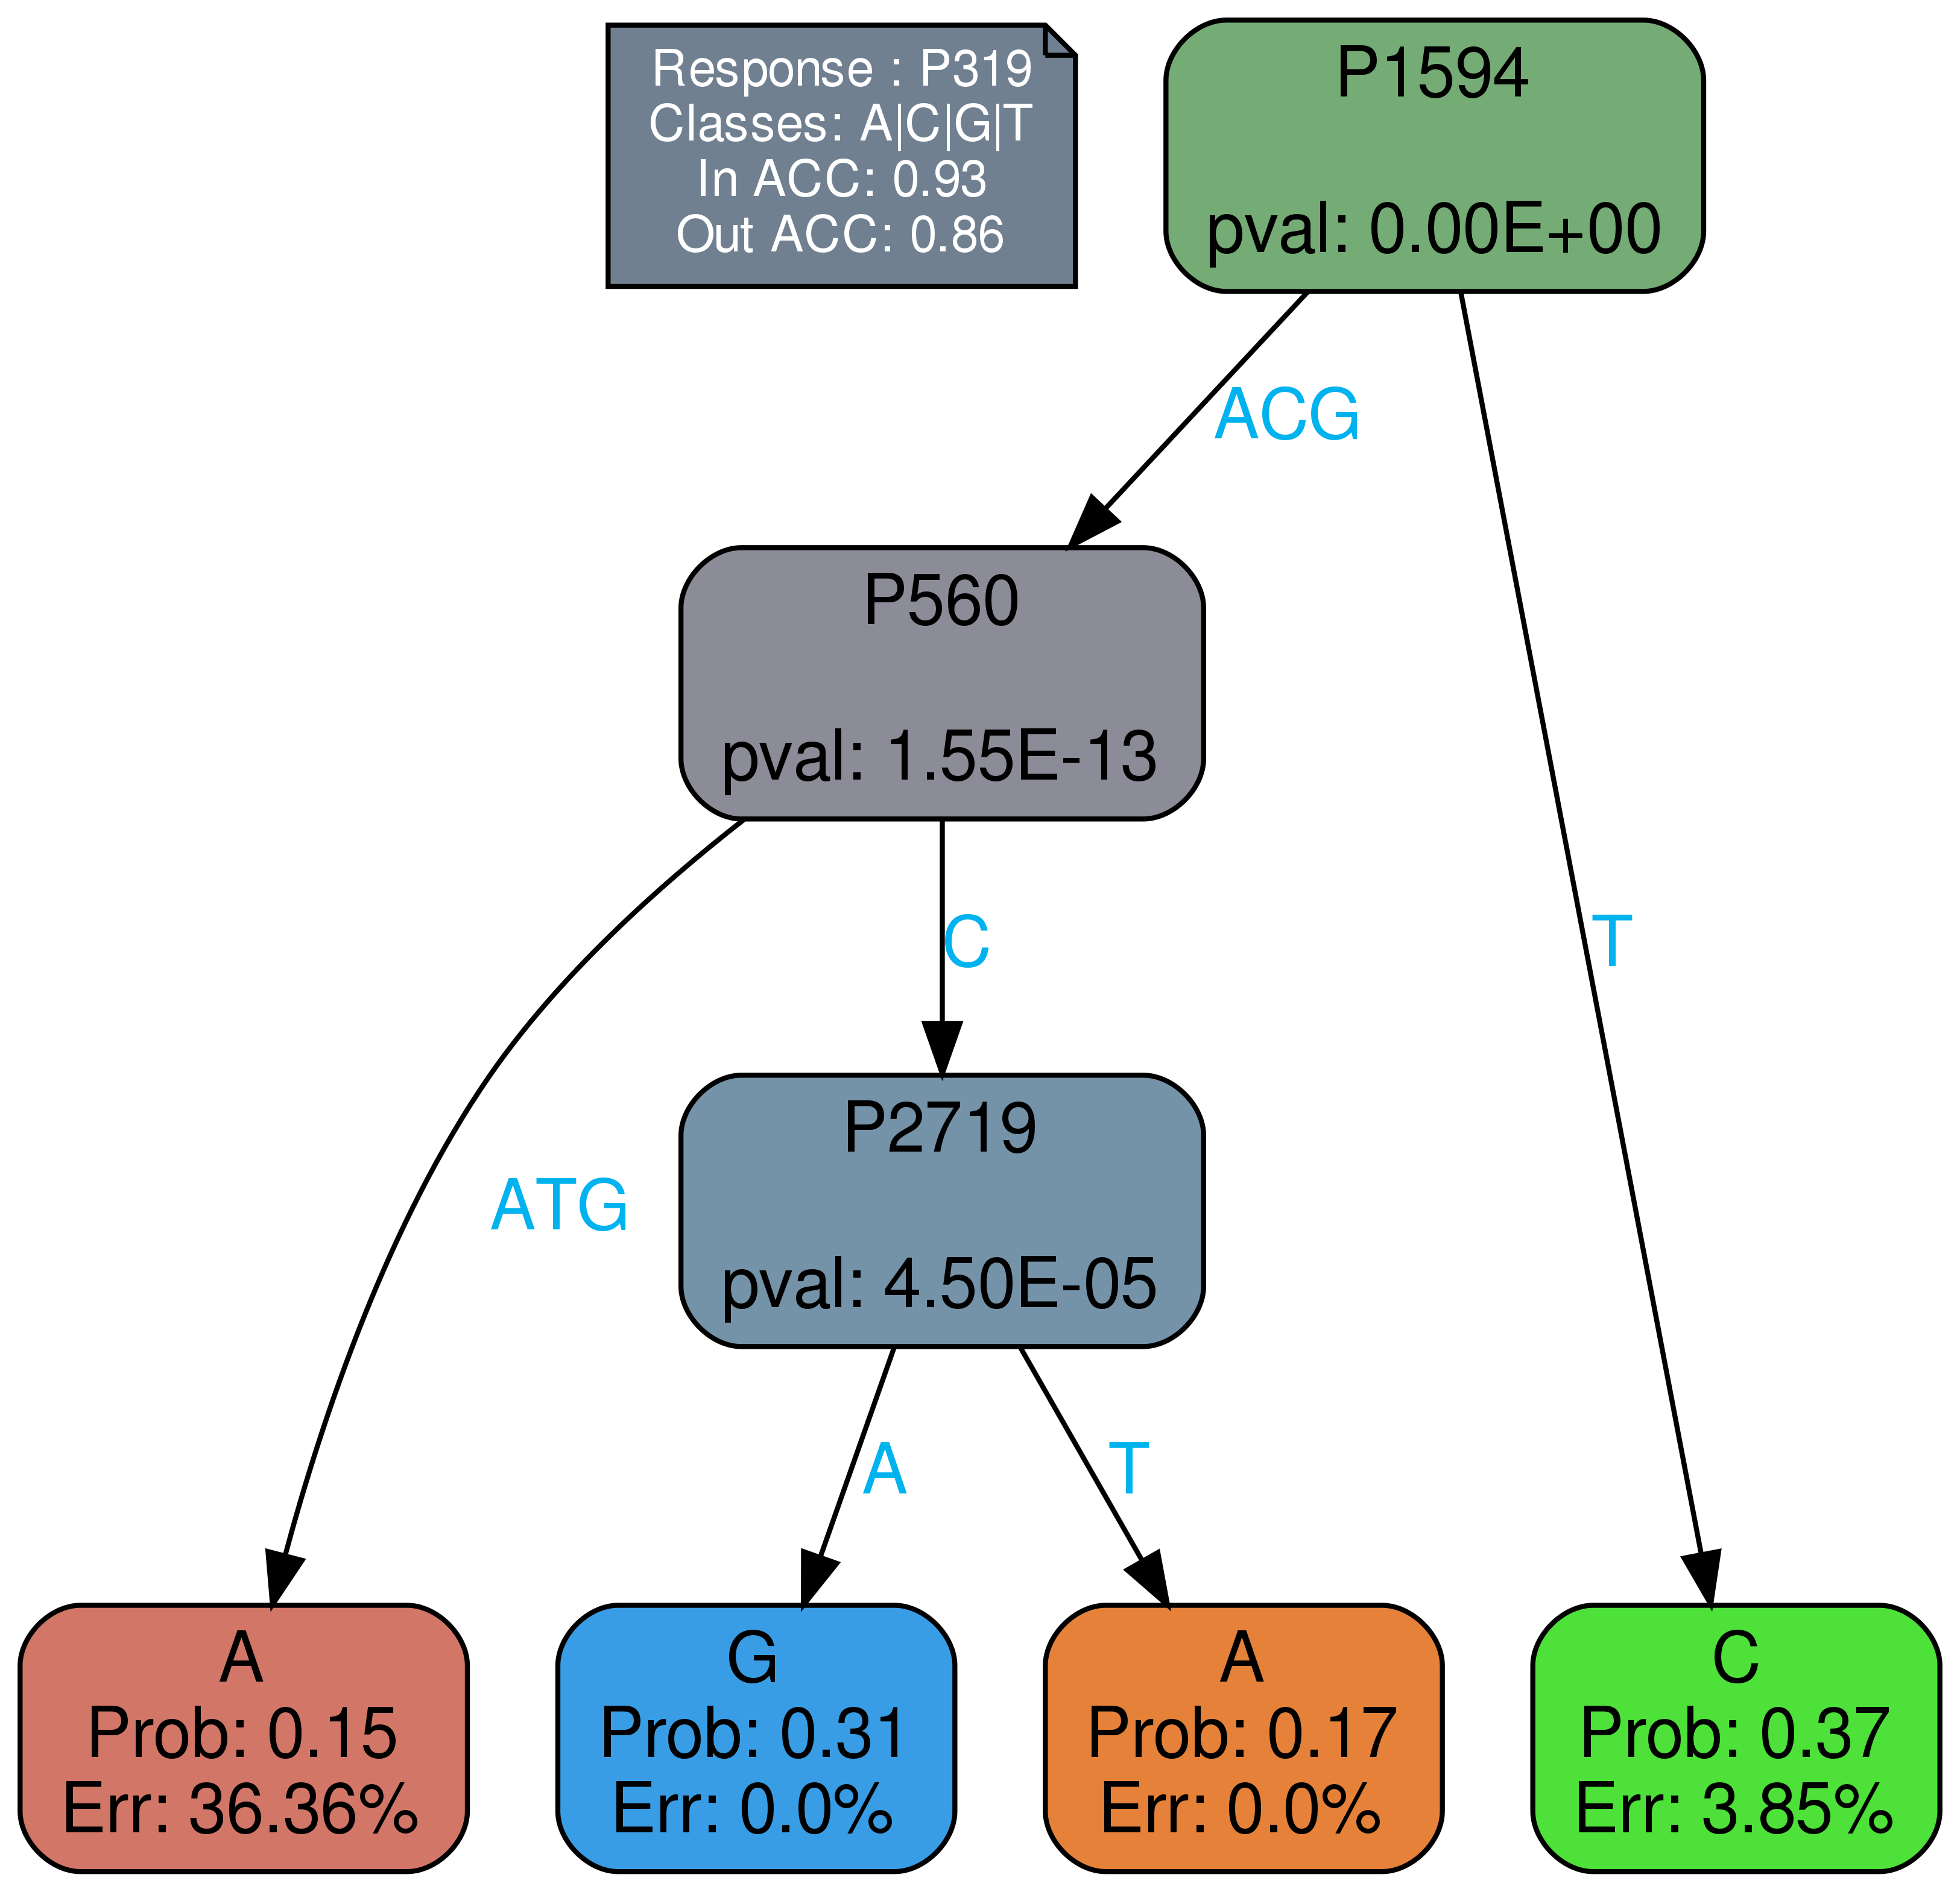 Response : P319
Classes: A|C|G|T
In ACC: 0.93
Out ACC: 0.86
P1594
pval: 0.00E+00
ACG
P560
pval: 1.55E-13
C
T
P2719
pval: 4.50E-05
ATG
A
T
A
Prob: 0.15
Err: 36.36%
G
Prob: 0.31
Err: 0.0%
A
Prob: 0.17
Err: 0.0%
C
Prob: 0.37
Err: 3.85%